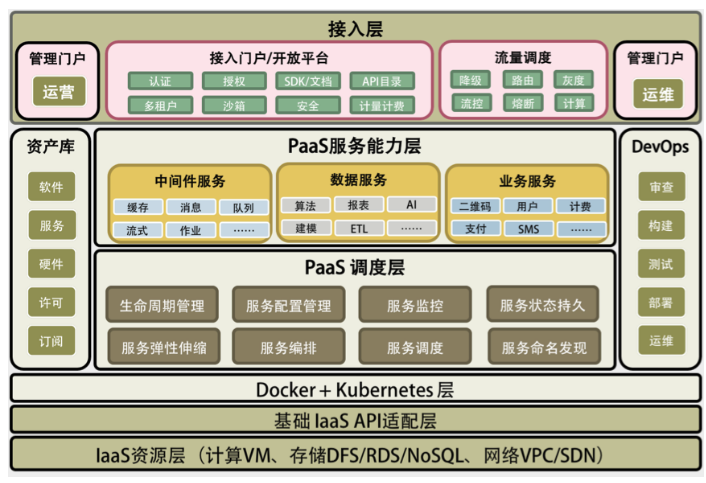 接入层
管理门户
运营
接入门户/开放平台
认证 授权 SDK/文档 API目录
多租户 沙箱 安全 计量计费
流量调度
降级 路由 灰度
流控 熔断 计算
管理门户
运维
资产库
软件
服务
硬件
许可
订阅
PaaS服务能力层
中间件服务
缓存 消息 队列
流式 作业 ……
数据服务
算法 报表 AI
建模 ETL ……
业务服务
二维码 用户 计费
支付 SMS ……
PaaS 调度层
生命周期管理 服务配置管理 服务监控 服务状态持久
服务弹性伸缩 服务编排 服务调度 服务命名发现
DevOps
审查
构建
测试
部署
运维
Docker + Kubernetes 层
基础 IaaS API适配层
IaaS资源层（计算VM、存储DFS/RDS/NoSQL、网络VPC/SDN）